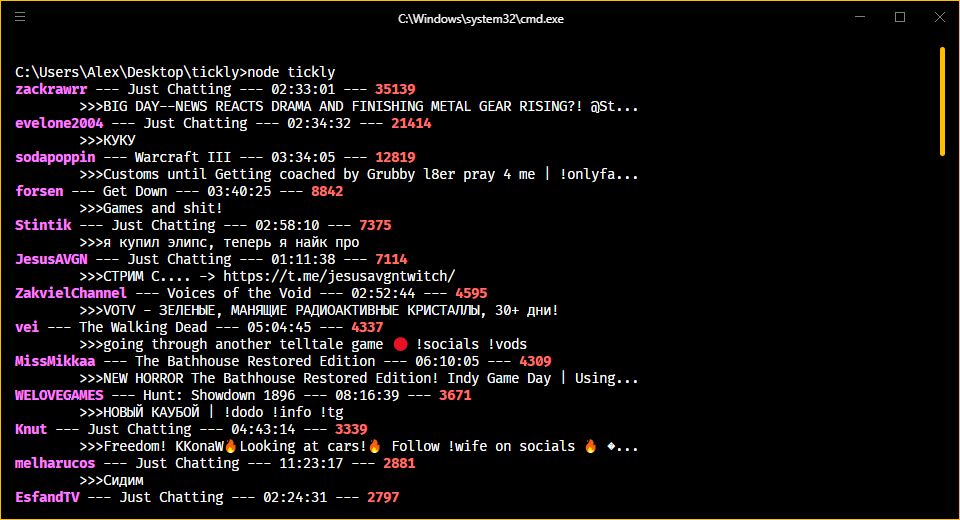 C:\Windows\system32\cmd.exe
C:\Users\Alex\Desktop\tickly>node tickly
zackrawrr --- Just Chatting --- 02:33:01 --- 35139
>>>BIG DAY--NEWS REACTS DRAMA AND FINISHING METAL GEAR RISING?! @St...
evelone2004 --- Just Chatting --- 02:34:32 --- 21414
>>>КУКУ
sodapoppin --- Warcraft III --- 03:34:05 --- 12819
>>>Customs until Getting coached by Grubby l8er pray 4 me | !onlyfa...
forsen --- Get Down --- 03:40:25 --- 8842
>>>Games and shit!
Stintik --- Just Chatting --- 02:58:10 --- 7375
>>>я купил элипс, теперь я найк про
JesusAVGN --- Just Chatting --- 01:11:38 --- 7114
>>>СТРИМ С.... -> https://t.me/jesusavgntwitch/
ZakvielChannel --- Voices of the Void --- 02:52:44 --- 4595
>>>VOTV - ЗЕЛЕНЫЕ, МАНЯЩИЕ РАДИОАКТИВНЫЕ КРИСТАЛЛЫ, 30+ дни!
vei --- The Walking Dead --- 05:04:45 --- 4337
>>>going through another telltale game 🔴 !socials !vods
MissMikkaa --- The Bathhouse Restored Edition --- 06:10:05 --- 4309
>>>NEW HORROR The Bathhouse Restored Edition! Indy Game Day | Using...
WELOVEGAMES --- Hunt: Showdown 1896 --- 08:16:39 --- 3671
>>>НОВЫЙ КАУБОЙ | !dodo !info !tg
Knut --- Just Chatting --- 04:43:14 --- 3339
>>>Freedom! KKonaW🔥Looking at cars!🔥 Follow !wife on socials 🔥 �...
melharucos --- Just Chatting --- 11:23:17 --- 2881
>>>Сидим
EsfandTV --- Just Chatting --- 02:24:31 --- 2797